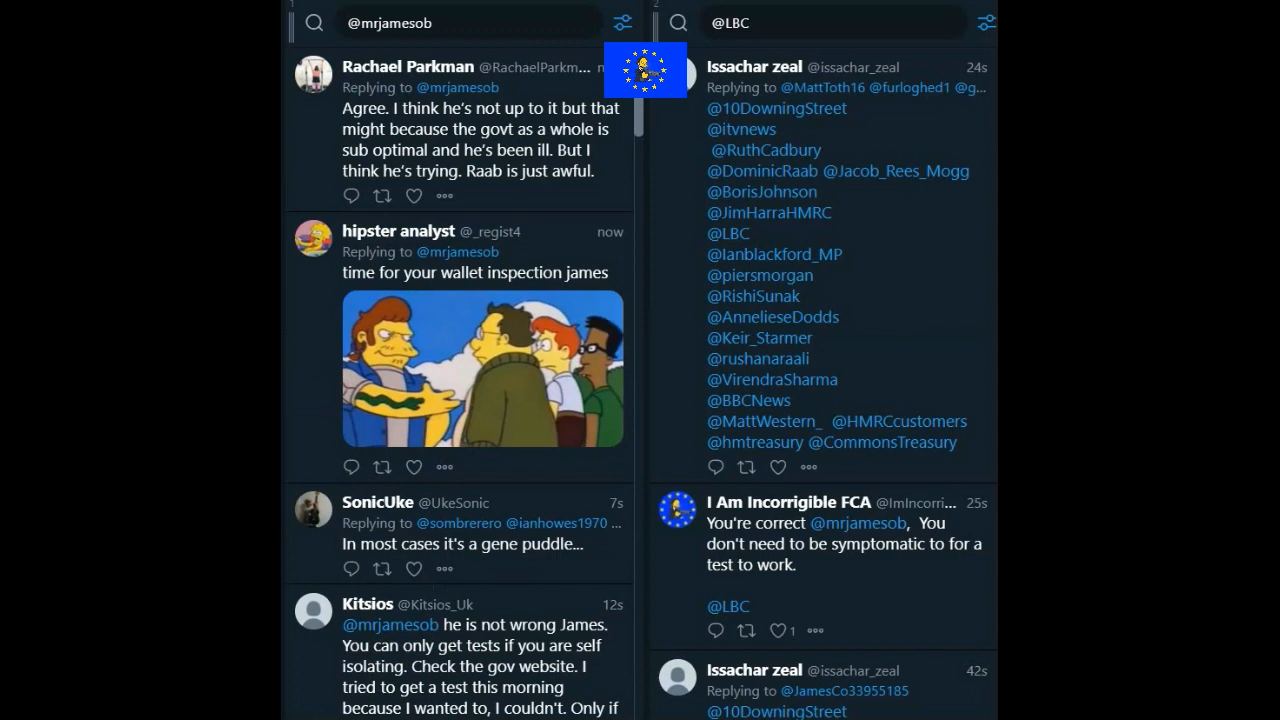 1
@mrjamesob
Rachael Parkman @RachaelParkm...
Replying to @mrjamesob
Agree. I think he's not up to it but that
might because the govt as a whole is
sub optimal and he's been ill. But I
think he's trying. Raab is just awful.
hipster analyst @_regist4 now
Replying to @mrjamesob
time for your wallet inspection james
SonicUke @UkeSonic 7s
Replying to @sombrerero @ianhowes1970 ...
In most cases it's a gene puddle...
Kitsios @Kitsios_Uk 12s
@mrjamesob he is not wrong James.
You can only get tests if you are self
isolating. Check the gov website. I
tried to get a test this morning
because I wanted to, I couldn't. Only if
2
@LBC
Issachar zeal @issachar_zeal 24s
Replying to @MattToth16 @furloghed1 @g...
@10DowningStreet
@itvnews
@RuthCadbury
@DominicRaab @Jacob_Rees_Mogg
@BorisJohnson
@JimHarraHMRC
@LBC
@Ianblackford_MP
@piersmorgan
@RishiSunak
@AnnelieseDodds
@Keir_Starmer
@rushanaraali
@VirendraSharma
@BBCNews
@MattWestern_ @HMRCcustomers
@hmtreasury @CommonsTreasury
I Am Incorrigible FCA @ImIncorri... 25s
You're correct @mrjamesob, You
don't need to be symptomatic to for a
test to work.
@LBC
1
Issachar zeal @issachar_zeal 42s
Replying to @JamesCo33955185
@10DowningStreet